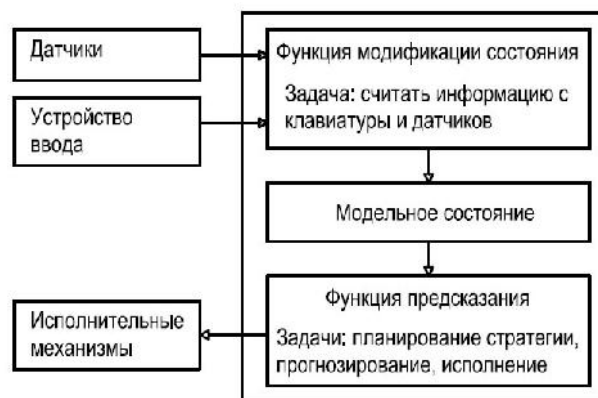 Датчики
Устройство
ввода
Исполнительные
механизмы
Функция модификации состояния
Задача: считать информацию с
клавиатуры и датчиков
Модельное состояние
Функция предсказания
Задачи: планирование стратегии,
прогнозирование, исполнение